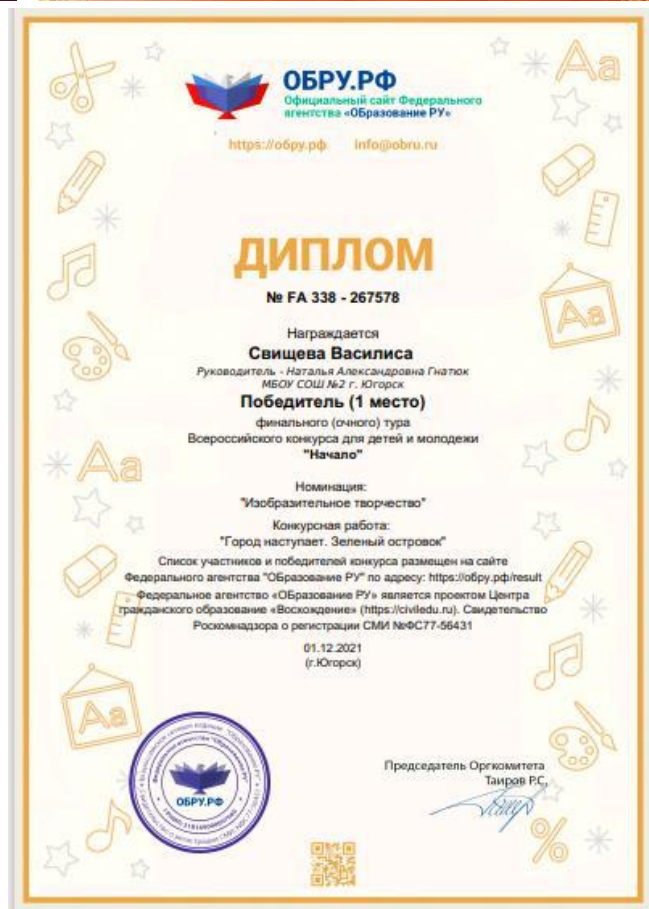 ОБРУ.РФ
Официальный сайт Федерального
агентства «ОБразование РУ»
https://обру.рф info@obru.ru
ДИПЛОМ
№ FA 338 - 267578
Награждается
Свищева Василиса
Руководитель - Наталья Александровна Гнатюк
МБОУ СОШ №2 г. Югорск
Победитель (1 место)
финального (очного) тура
Всероссийского конкурса для детей и молодежи
"Начало"
Номинация:
"Изобразительное творчество"
Конкурсная работа:
"Город наступает. Зеленый островок"
Список участников и победителей конкурса размещен на сайте
Федерального агентства "ОБразование РУ" по адресу: https://обру.рф/result
Федеральное агентство «ОБразование РУ» является проектом Центра
гражданского образование «Восхождение» (https://civiledu.ru). Свидетельство
Роскомнадзора о регистрации СМИ №ФС77-56431
01.12.2021
(г.Югорск)
Председатель Оргкомитета
Таиров Р.С.
ОБРУ.РФ
Aa
Aa
Aa
Aa
%